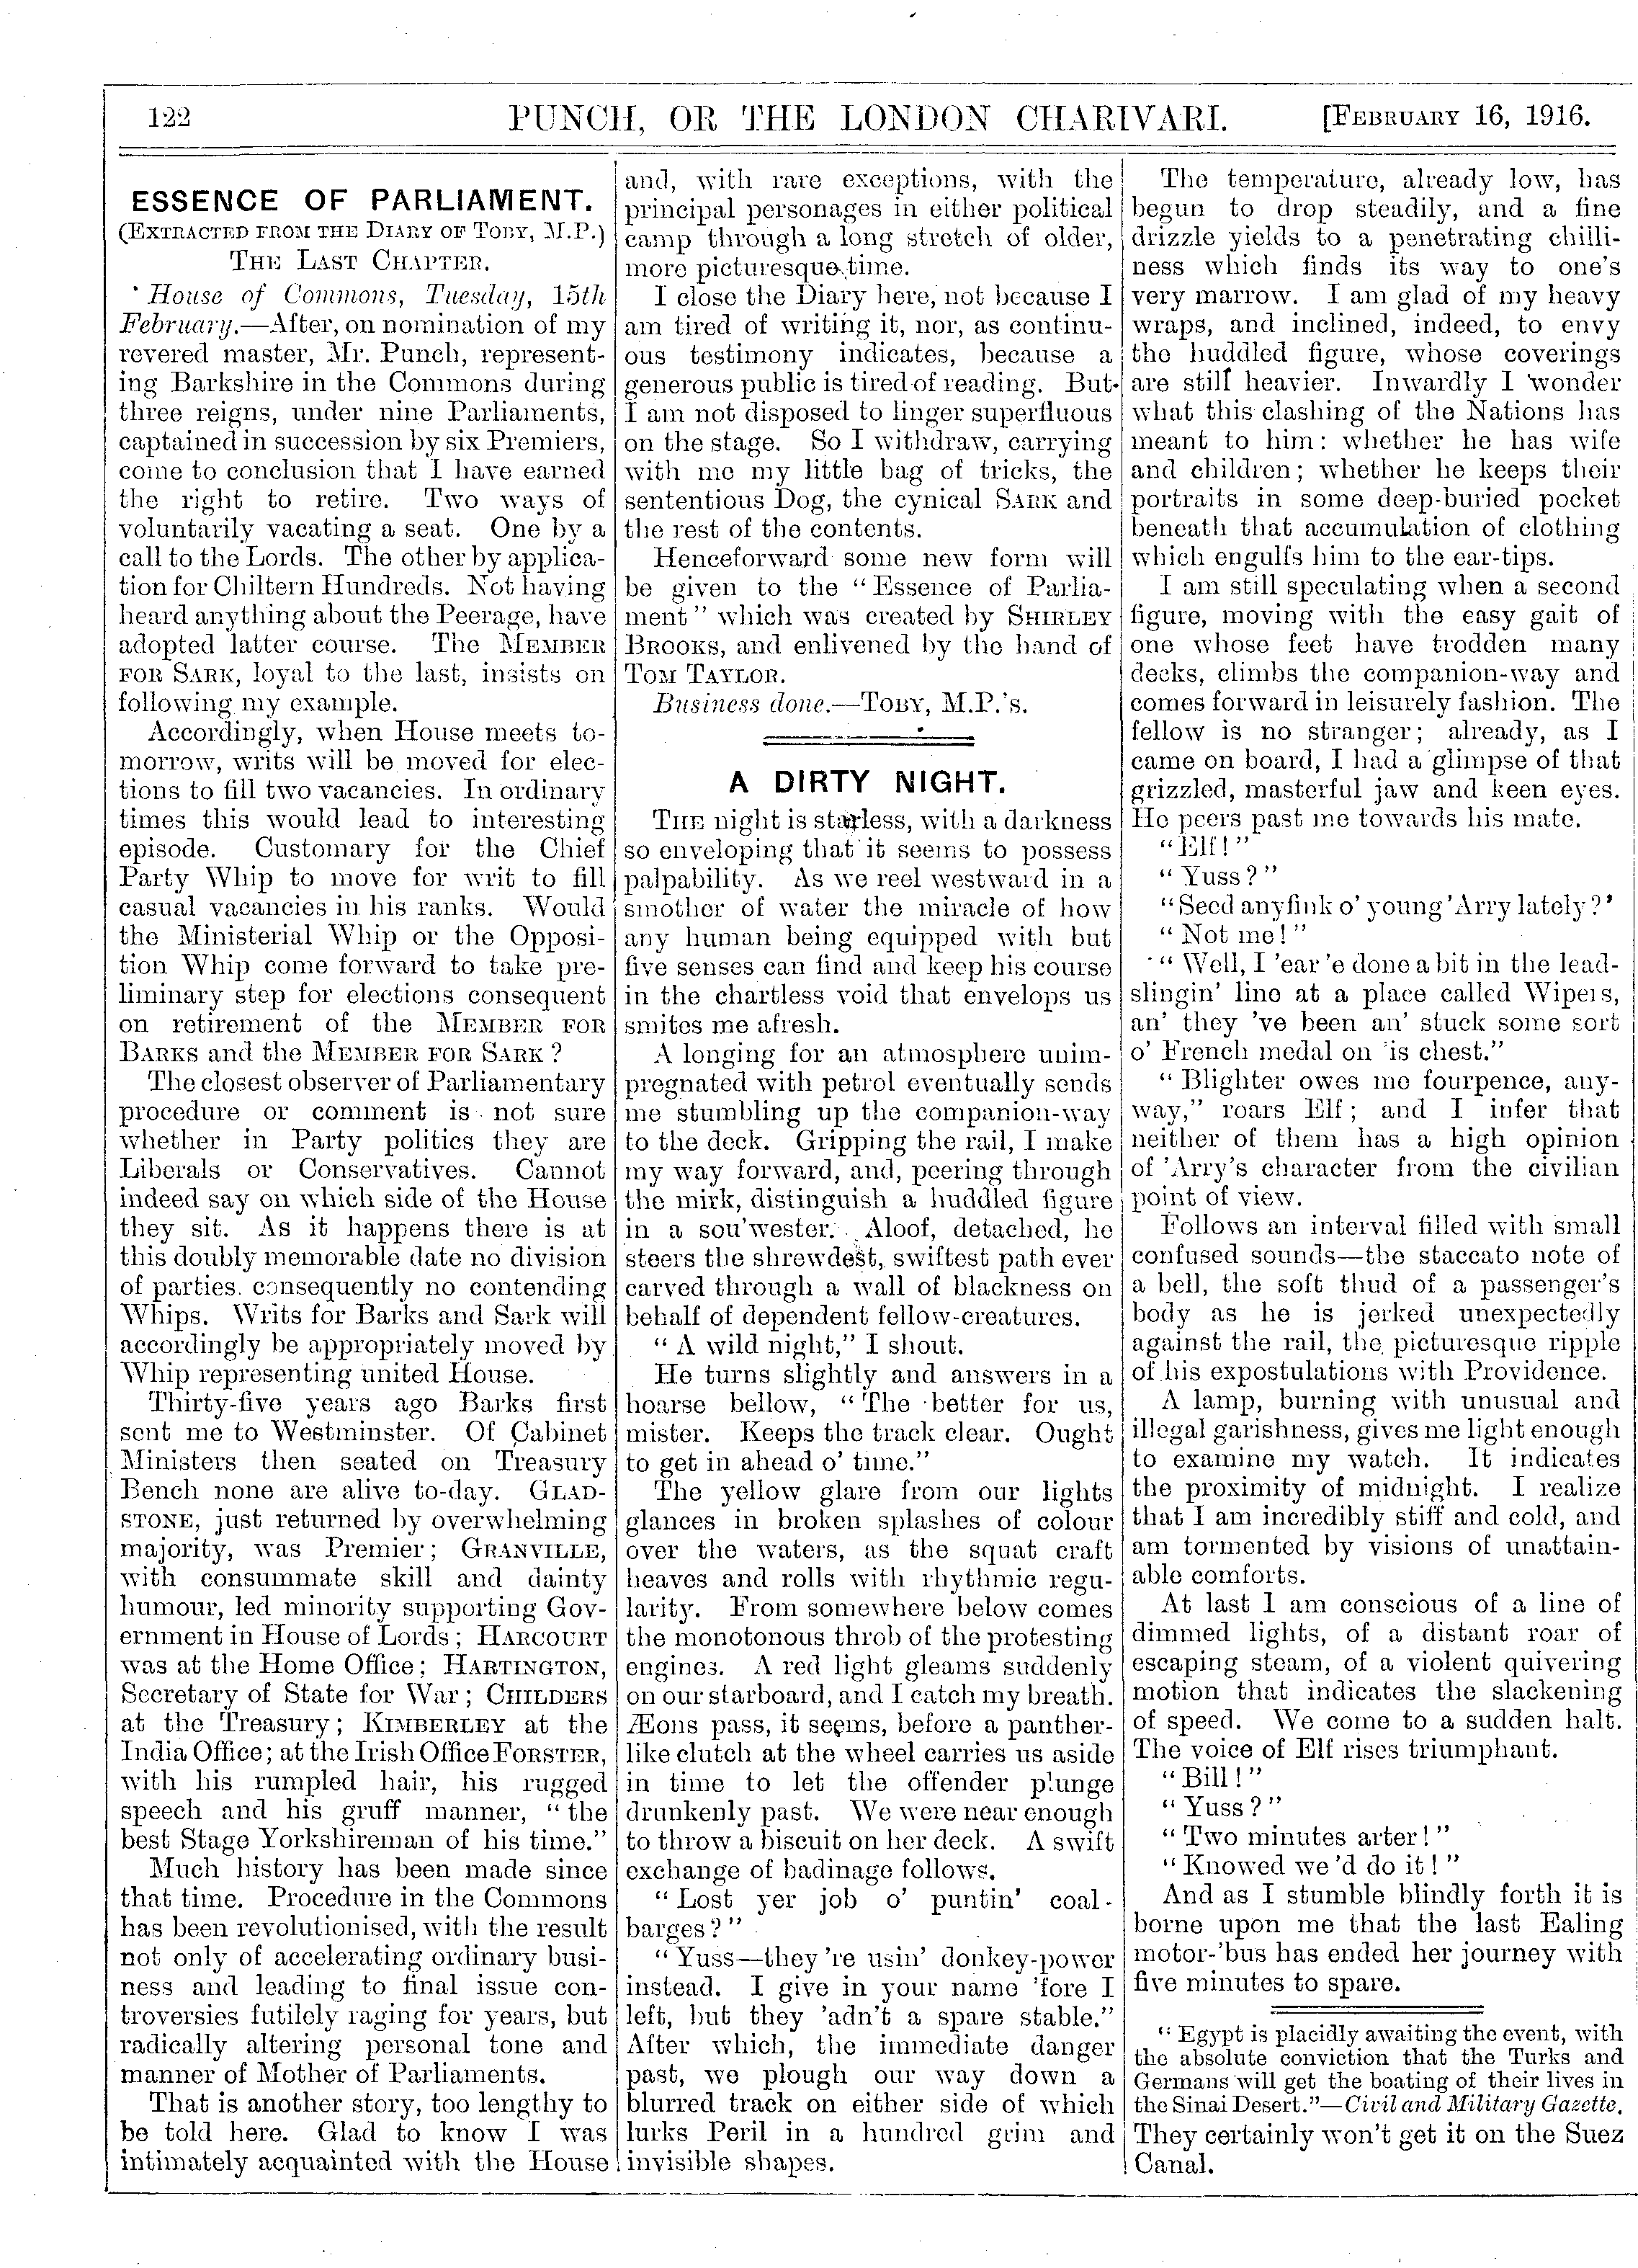 122 PUNCH, OR THE LONDON CHARIVARI. [FEBRUARY 16, 1916.
ESSENCE OF PARLIAMENT.
(EXTRACTED FROM THE DIARY OF TOBY, M.P.)
THE LAST CHAPTER.
House of Commons, Tuesday, 15th
February.—After, on nomination of my
revered master, Mr. Punch, represent-
ing Barkshire in the Commons during
three reigns, under nine Parliaments,
captained in succession by six Premiers,
come to conclusion that I have earned
the right to retire. Two ways of
voluntarily vacating a seat. One by a
call to the Lords. The other by applica-
tion for Chiltern Hundreds. Not having
heard anything about the Peerage, have
adopted latter course. The MEMBER
FOR SARK, loyal to the last, insists on
following my example.
Accordingly, when House meets to-
morrow, writs will be moved for elec-
tions to fill two vacancies. In ordinary
times this would lead to interesting
episode. Customary for the Chief
Party Whip to move for writ to fill
casual vacancies in his ranks. Would
the Ministerial Whip or the Opposi-
tion Whip come forward to take pre-
liminary step for elections consequent
on retirement of the MEMBER FOR
BARKS and the MEMBER FOR SARK?
The closest observer of Parliamentary
procedure or comment is not sure
whether in Party politics they are
Liberals or Conservatives. Cannot
indeed say on which side of the House
they sit. As it happens there is at
this doubly memorable date no division
of parties, consequently no contending
Whips. Writs for Barks and Sark will
accordingly be appropriately moved by
Whip representing united House.
Thirty-five years ago Barks first
sent me to Westminster. Of Cabinet
Ministers then seated on Treasury
Bench none are alive to-day. GLAD-
STONE, just returned by overwhelming
majority, was Premier; GRANVILLE,
with consummate skill and dainty
humour, led minority supporting Gov-
ernment in House of Lords; HARCOURT
was at the Home Office; HARTINGTON,
Secretary of State for War; CHILDERS
at the Treasury; KIMBERLEY at the
India Office; at the Irish Office FORSTER,
with his rumpled hair, his rugged
speech and his gruff manner, "the
best Stage Yorkshireman of his time."
Much history has been made since
that time. Procedure in the Commons
has been revolutionised, with the result
not only of accelerating ordinary busi-
ness and leading to final issue con-
troversies futilely raging for years, but
radically altering personal tone and
manner of Mother of Parliaments.
That is another story, too lengthy to
be told here. Glad to know I was
intimately acquainted with the House
and, with rare exceptions, with the
principal personages in either political
camp through a long stretch of older,
more picturesque time.
I close the Diary here, not because I
am tired of writing it, nor, as continu-
ous testimony indicates, because a
generous public is tired of reading. But
I am not disposed to linger superfluous
on the stage. So I withdraw, carrying
with me my little bag of tricks, the
sententious Dog, the cynical SARK and
the rest of the contents.
Henceforward some new form will
be given to the "Essence of Parlia-
ment" which was created by SHIRLEY
BROOKS, and enlivened by the hand of
TOM TAYLOR.
Business done.—TOBY, M.P.'s.
A DIRTY NIGHT.
THE night is starless, with a darkness
so enveloping that it seems to possess
palpability. As we reel westward in a
smother of water the miracle of how
any human being equipped with but
five senses can find and keep his course
in the chartless void that envelops us
smites me afresh.
A longing for an atmosphere unim-
pregnated with petrol eventually sends
me stumbling up the companion-way
to the deck. Gripping the rail, I make
my way forward, and, peering through
the mirk, distinguish a huddled figure
in a sou'wester. Aloof, detached, he
steers the shrewdest, swiftest path ever
carved through a wall of blackness on
behalf of dependent fellow-creatures.
"A wild night," I shout.
He turns slightly and answers in a
hoarse bellow, "The better for us,
mister. Keeps the track clear. Ought
to get in ahead o' time."
The yellow glare from our lights
glances in broken splashes of colour
over the waters, as the squat craft
heaves and rolls with rhythmic regu-
larity. From somewhere below comes
the monotonous throb of the protesting
engines. A red light gleams suddenly
on our starboard, and I catch my breath.
Æons pass, it seems, before a panther-
like clutch at the wheel carries us aside
in time to let the offender plunge
drunkenly past. We were near enough
to throw a biscuit on her deck. A swift
exchange of badinage follows.
"Lost yer job o' puntin' coal-
barges?"
"Yuss—they 're usin' donkey-power
instead. I give in your name 'fore I
left, but they 'adn't a spare stable."
After which, the immediate danger
past, we plough our way down a
blurred track on either side of which
lurks Peril in a hundred grim and
invisible shapes.
The temperature, already low, has
begun to drop steadily, and a fine
drizzle yields to a penetrating chilli-
ness which finds its way to one's
very marrow. I am glad of my heavy
wraps, and inclined, indeed, to envy
the huddled figure, whose coverings
are still heavier. Inwardly I wonder
what this clashing of the Nations has
meant to him: whether he has wife
and children; whether he keeps their
portraits in some deep-buried pocket
beneath that accumulation of clothing
which engulfs him to the ear-tips.
I am still speculating when a second
figure, moving with the easy gait of
one whose feet have trodden many
decks, climbs the companion-way and
comes forward in leisurely fashion. The
fellow is no stranger; already, as I
came on board, I had a glimpse of that
grizzled, masterful jaw and keen eyes.
He peers past me towards his mate.
"Elf!"
"Yuss?"
"Seed anyfink o' young 'Arry lately?'
"Not me!"
"Well, I 'ear 'e done a bit in the lead-
slingin' line at a place called Wipers,
an' they 've been an' stuck some sort
o' French medal on 'is chest."
"Blighter owes me fourpence, any-
way," roars Elf; and I infer that
neither of them has a high opinion
of 'Arry's character from the civilian
point of view.
Follows an interval filled with small
confused sounds—the staccato note of
a bell, the soft thud of a passenger's
body as he is jerked unexpectedly
against the rail, the picturesque ripple
of his expostulations with Providence.
A lamp, burning with unusual and
illegal garishness, gives me light enough
to examine my watch. It indicates
the proximity of midnight. I realize
that I am incredibly stiff and cold, and
am tormented by visions of unattain-
able comforts.
At last I am conscious of a line of
dimmed lights, of a distant roar of
escaping steam, of a violent quivering
motion that indicates the slackening
of speed. We come to a sudden halt.
The voice of Elf rises triumphant.
"Bill!"
"Yuss?"
"Two minutes arter!"
"Knowed we 'd do it!"
And as I stumble blindly forth it is
borne upon me that the last Ealing
motor-'bus has ended her journey with
five minutes to spare.
"Egypt is placidly awaiting the event, with
the absolute conviction that the Turks and
Germans will get the boating of their lives in
the Sinai Desert."—Civil and Military Gazette.
They certainly won't get it on the Suez
Canal.